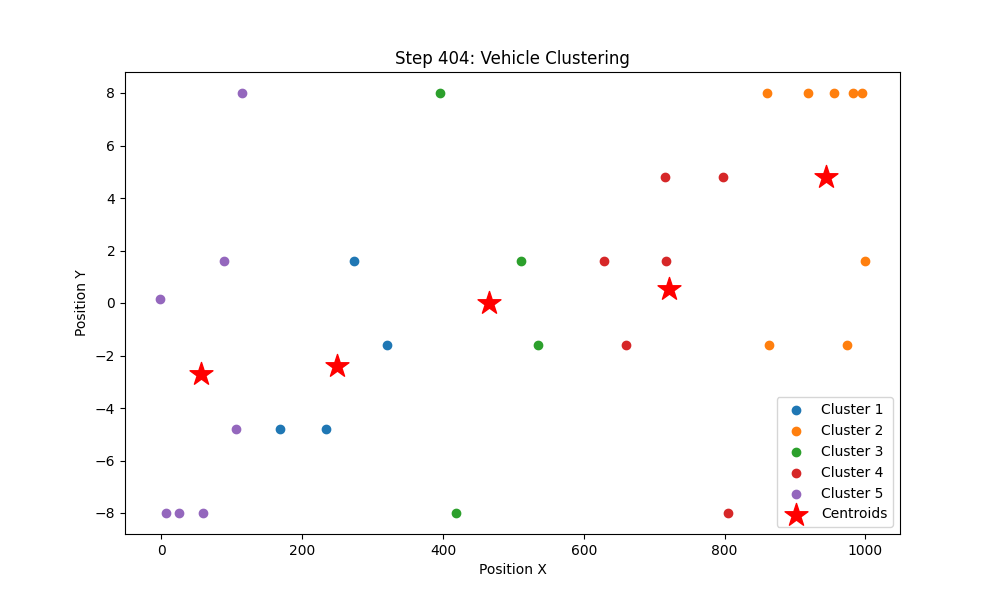 Step 404: Vehicle Clustering
Position Y
8
6
4
2
0
−2
−4
−6
−8
Cluster 1
Cluster 2
Cluster 3
Cluster 4
Cluster 5
Centroids
0 200 400 600 800 1000
Position X